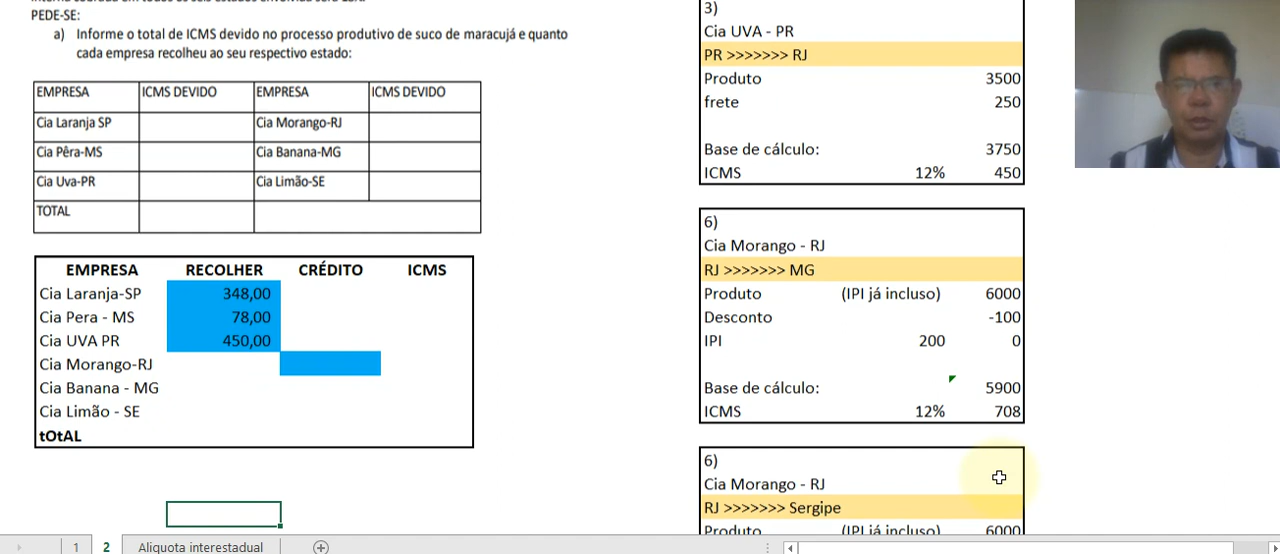 PEDE-SE:
a) Informe o total de ICMS devido no processo produtivo de suco de maracujá e quanto
cada empresa recolheu ao seu respectivo estado:
EMPRESA ICMS DEVIDO EMPRESA ICMS DEVIDO
Cia Laranja SP Cia Morango-RJ
Cia Pêra-MS Cia Banana-MG
Cia Uva-PR Cia Limão-SE
TOTAL
EMPRESA RECOLHER CRÉDITO ICMS
Cia Laranja-SP 348,00
Cia Pera - MS 78,00
Cia UVA PR 450,00
Cia Morango-RJ
Cia Banana - MG
Cia Limão - SE
tOtAL
3)
Cia UVA - PR
PR >>>>>>> RJ
Produto 3500
frete 250
Base de cálculo: 3750
ICMS 12% 450
6)
Cia Morango - RJ
RJ >>>>>>> MG
Produto (IPI já incluso) 6000
Desconto -100
IPI 200 0
Base de cálculo: 5900
ICMS 12% 708
6)
Cia Morango - RJ
RJ >>>>>>> Sergipe
Produto (IPI já incluso) 6000
1 2 Aliquota interestadual